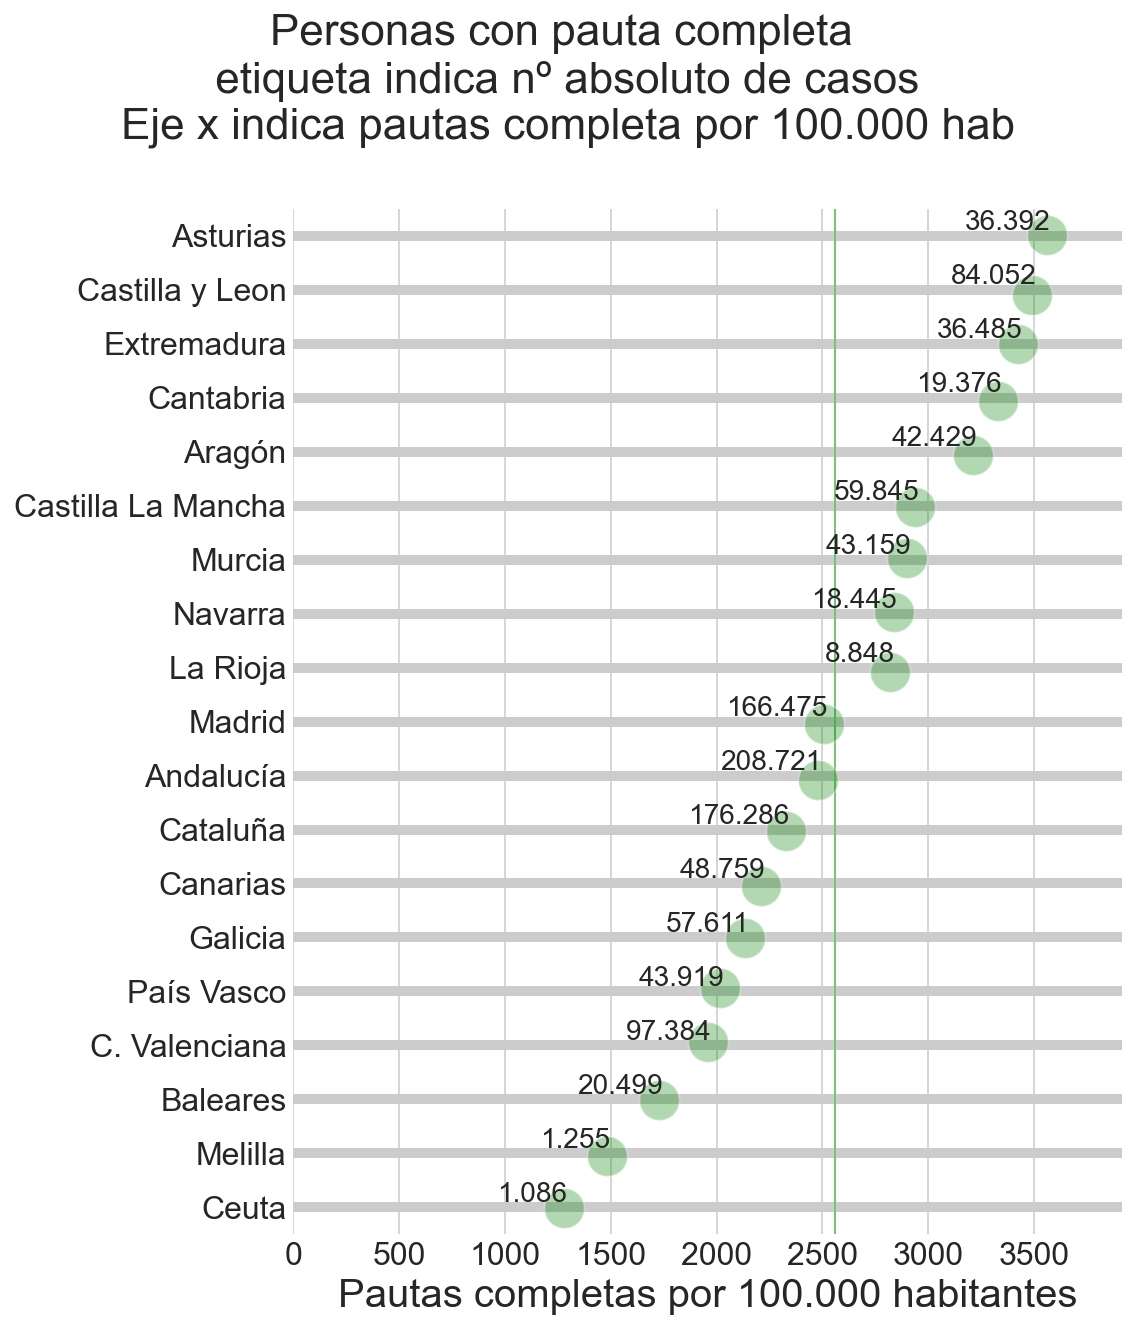 Personas con pauta completa
etiqueta indica nº absoluto de casos
Eje x indica pautas completa por 100.000 hab
Asturias 36.392
Castilla y Leon 84.052
Extremadura 36.485
Cantabria 19.376
Aragón 42.429
Castilla La Mancha 59.845
Murcia 43.159
Navarra 18.445
La Rioja 8.848
Madrid 166.475
Andalucía 208.721
Cataluña 176.286
Canarias 48.759
Galicia 57.611
País Vasco 43.919
C. Valenciana 97.384
Baleares 20.499
Melilla 1.255
Ceuta 1.086
0 500 1000 1500 2000 2500 3000 3500
Pautas completas por 100.000 habitantes